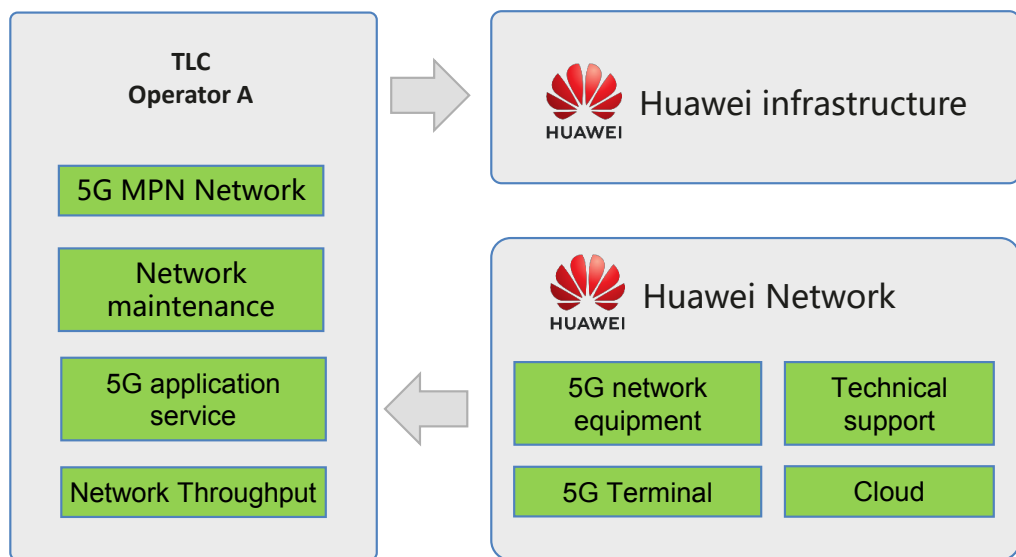 TLC
Operator A
5G MPN Network
Network
maintenance
5G application
service
Network Throughput
HUAWEI
Huawei infrastructure
HUAWEI
Huawei Network
5G network
equipment
Technical
support
5G Terminal
Cloud